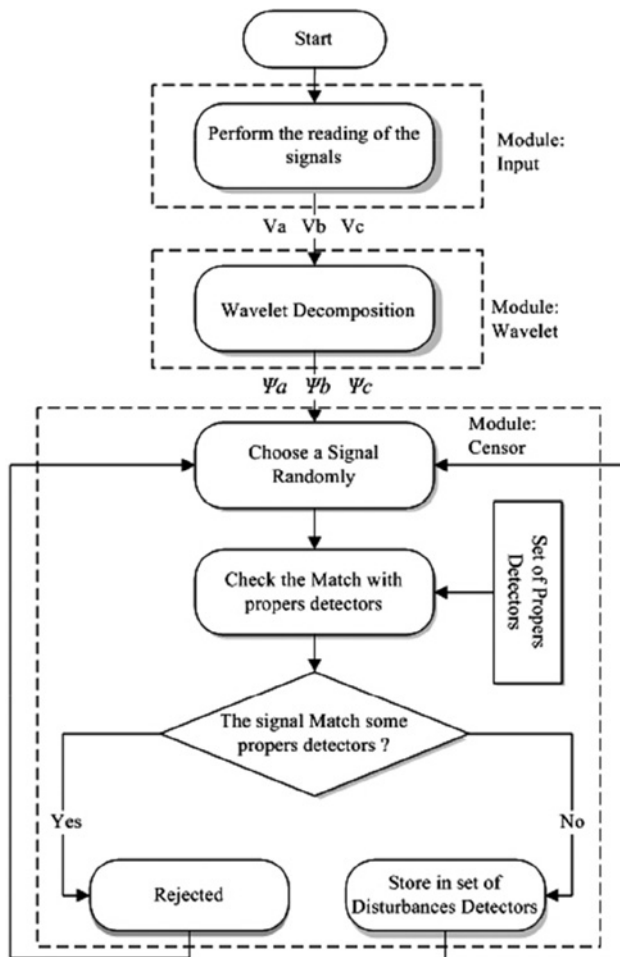 Start
Perform the reading of the
signals
Module:
Input
Va Vb Vc
Wavelet Decomposition
Module:
Wavelet
Ψa Ψb Ψc
Module:
Censor
Choose a Signal
Randomly
Check the Match with
propers detectors
Set of Propers
Detectors
The signal Match some
propers detectors ?
Yes
No
Rejected
Store in set of
Disturbances Detectors